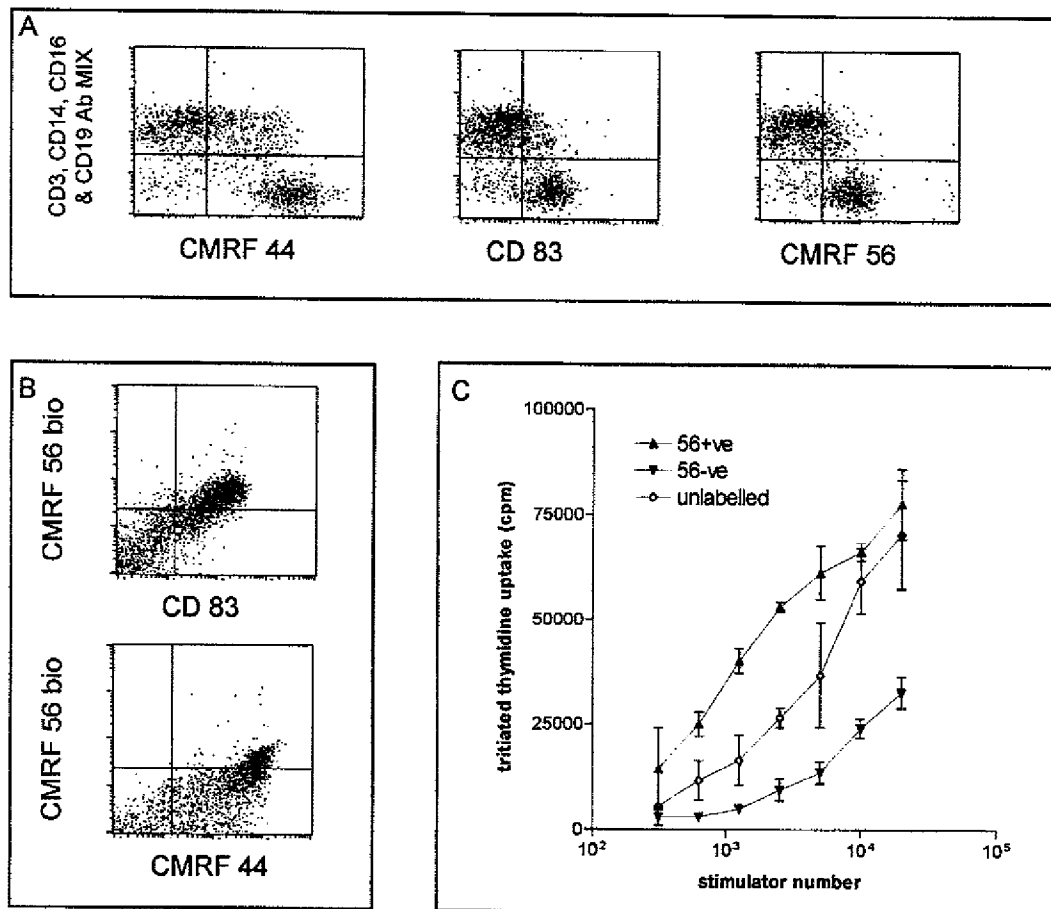 A
CD3, CD14, CD16
& CD19 Ab MIX
CMRF 44
CD 83
CMRF 56
B
CMRF 56 bio
CD 83
CMRF 56 bio
CMRF 44
C
tritiated thymidine uptake (cpm)
100000
75000
50000
25000
0
56+ve
56-ve
unlabelled
10²
10³
10⁴
10⁵
stimulator number